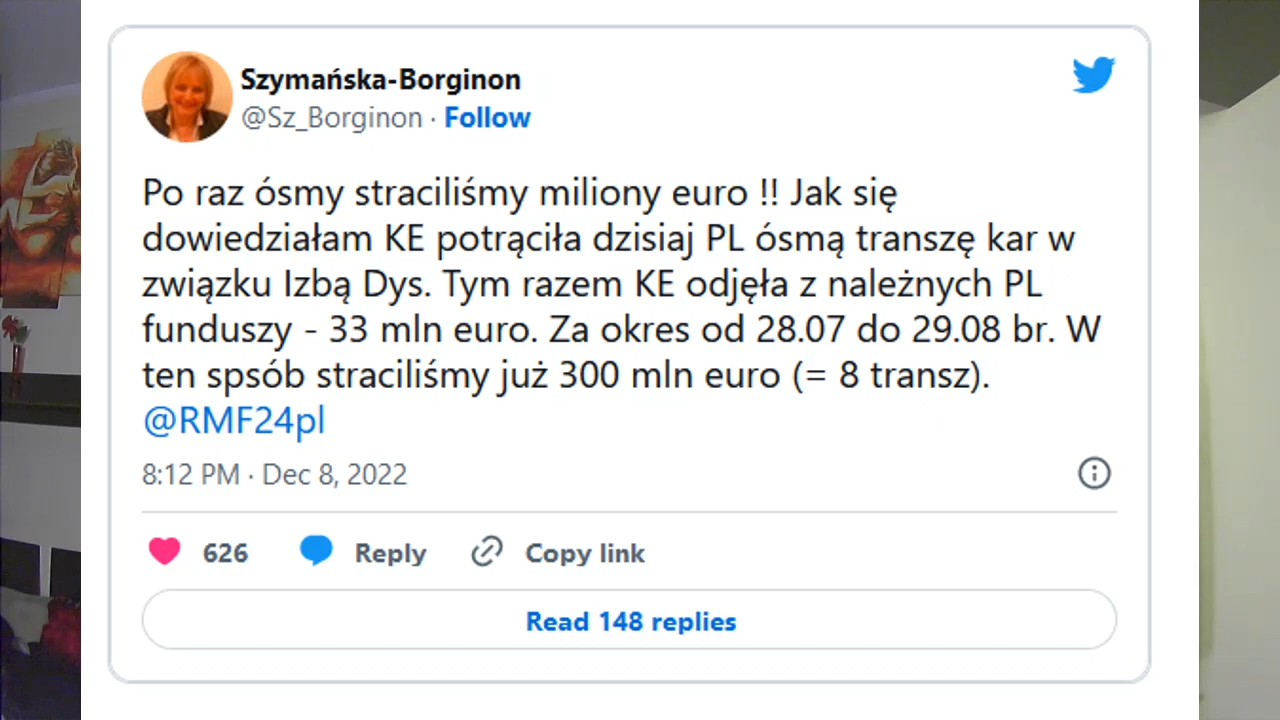 Szymańska-Borginon
@Sz_Borginon · Follow
Po raz ósmy straciliśmy miliony euro !! Jak się
dowiedziałam KE potrąciła dzisiaj PL ósmą transzę kar w
związku Izbą Dys. Tym razem KE odjęła z należnych PL
funduszy - 33 mln euro. Za okres od 28.07 do 29.08 br. W
ten spsób straciliśmy już 300 mln euro (= 8 transz).
@RMF24pl
8:12 PM · Dec 8, 2022
626 Reply Copy link
Read 148 replies